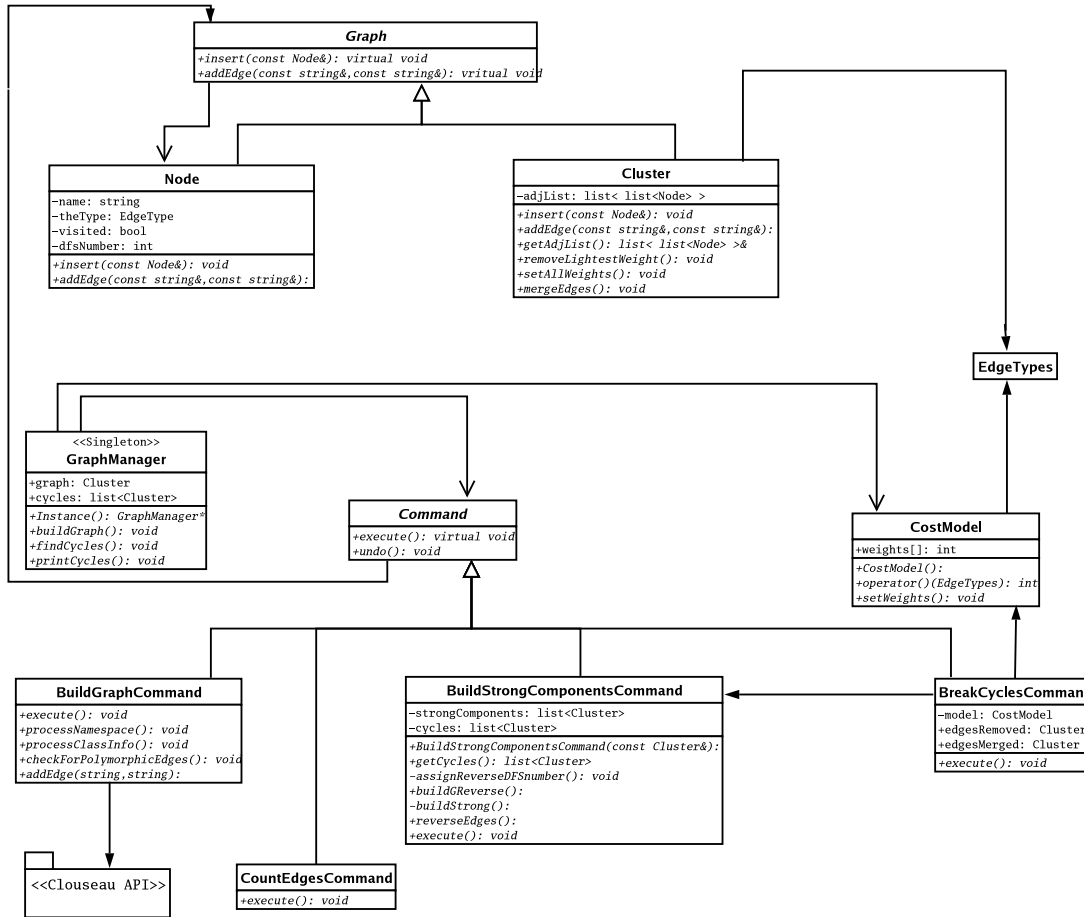 Graph
+insert(const Node&): virtual void
+addEdge(const string&,const string&): vritual void
Node
-name: string
-theType: EdgeType
-visited: bool
-dfsNumber: int
+insert(const Node&): void
+addEdge(const string&,const string&):
Cluster
-adjList: list< list<Node> >
+insert(const Node&): void
+addEdge(const string&,const string&):
+getAdjList(): list< list<Node> >&
+removeLightestWeight(): void
+setAllWeights(): void
+mergeEdges(): void
EdgeTypes
<<Singleton>>
GraphManager
+graph: Cluster
+cycles: list<Cluster>
+Instance(): GraphManager*
+buildGraph(): void
+findCycles(): void
+printCycles(): void
Command
+execute(): virtual void
+undo(): void
CostModel
+weights[]: int
+CostModel():
+operator()(EdgeTypes): int
+setWeights(): void
BuildGraphCommand
+execute(): void
+processNamespace(): void
+processClassInfo(): void
+checkForPolymorphicEdges(): void
+addEdge(string,string):
BuildStrongComponentsCommand
-strongComponents: list<Cluster>
-cycles: list<Cluster>
+BuildStrongComponentsCommand(const Cluster&):
+getCycles(): list<Cluster>
-assignReverseDFSnumber(): void
+buildGReverse():
-buildStrong():
+reverseEdges():
+execute(): void
BreakCyclesCommand
-model: CostModel
+edgesRemoved: Cluster
+edgesMerged: Cluster
+execute(): void
<<Clouseau API>>
CountEdgesCommand
+execute(): void